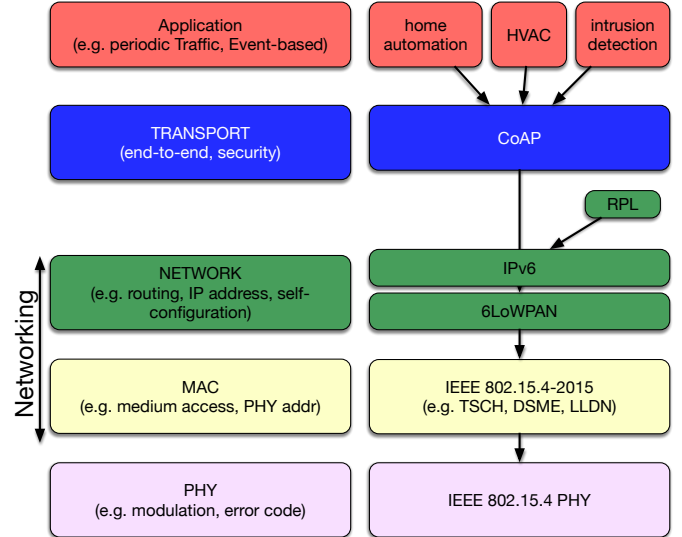 Application
(e.g. periodic Traffic, Event-based)
home
automation
HVAC
intrusion
detection
TRANSPORT
(end-to-end, security)
CoAP
RPL
Networking
NETWORK
(e.g. routing, IP address, self-
configuration)
IPv6
6LoWPAN
MAC
(e.g. medium access, PHY addr)
IEEE 802.15.4-2015
(e.g. TSCH, DSME, LLDN)
PHY
(e.g. modulation, error code)
IEEE 802.15.4 PHY